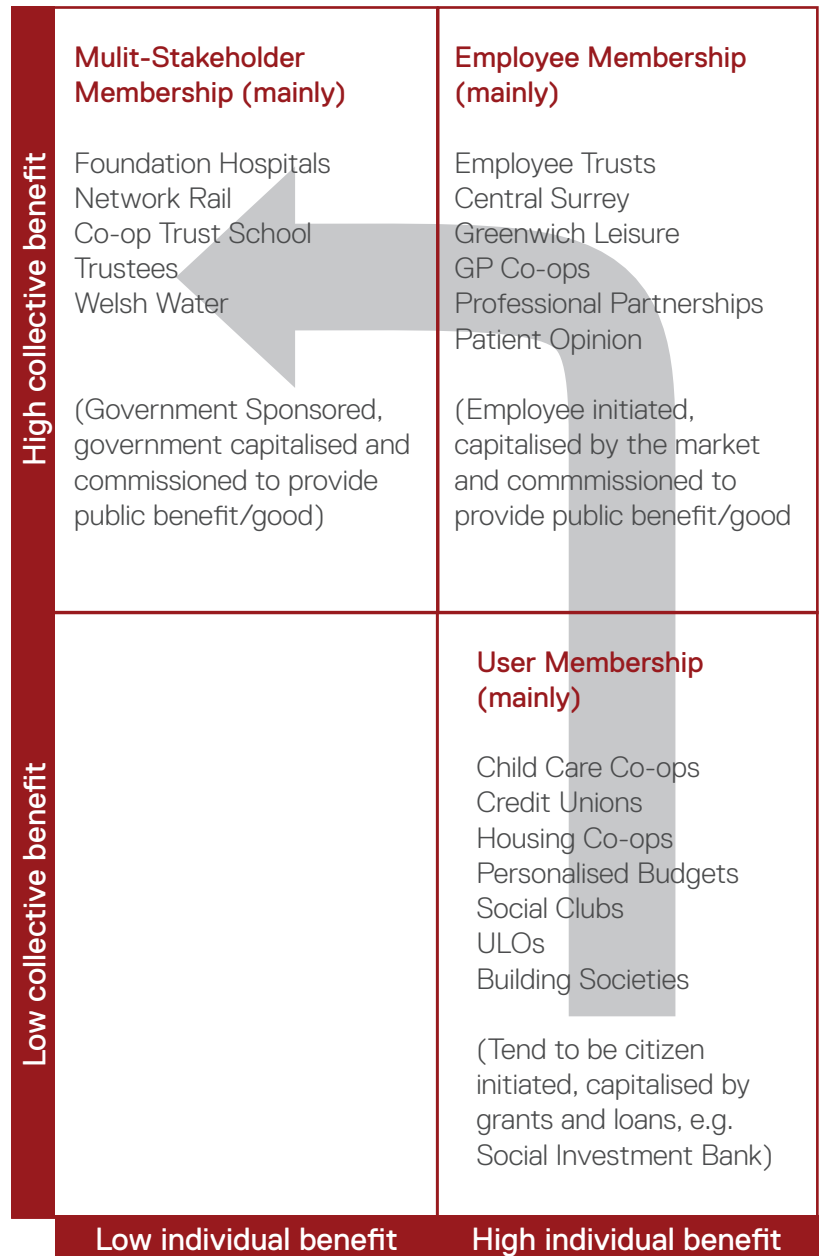 High collective benefit
Mulit-Stakeholder
Membership (mainly)
Foundation Hospitals
Network Rail
Co-op Trust School
Trustees
Welsh Water
(Government Sponsored,
government capitalised and
commissioned to provide
public benefit/good)
Employee Membership
(mainly)
Employee Trusts
Central Surrey
Greenwich Leisure
GP Co-ops
Professional Partnerships
Patient Opinion
(Employee initiated,
capitalised by the market
and commmissioned to
provide public benefit/good
Low collective benefit
User Membership
(mainly)
Child Care Co-ops
Credit Unions
Housing Co-ops
Personalised Budgets
Social Clubs
ULOs
Building Societies
(Tend to be citizen
initiated, capitalised by
grants and loans, e.g.
Social Investment Bank)
Low individual benefit
High individual benefit